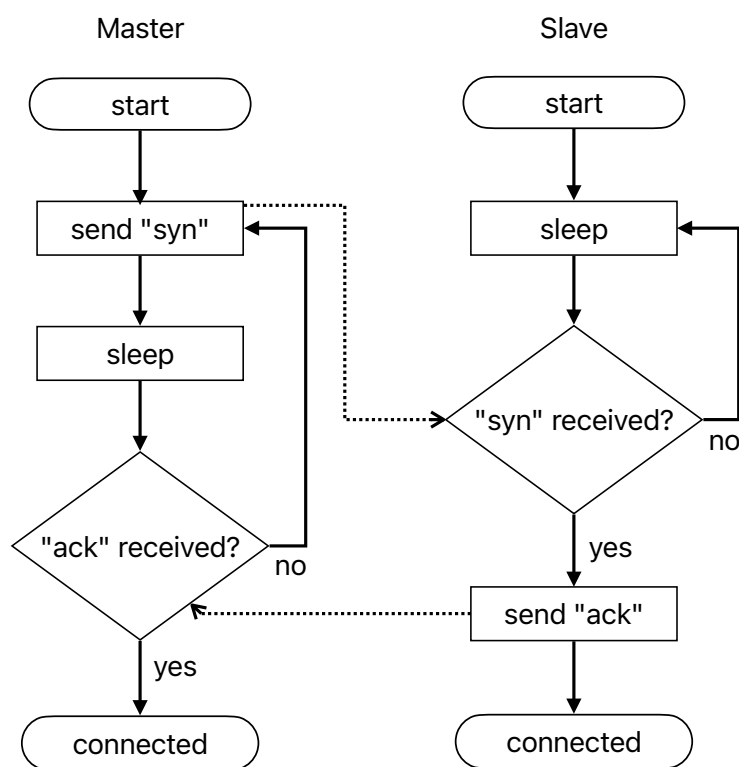 Master
start
send "syn"
sleep
"ack" received?
no
yes
connected
Slave
start
sleep
"syn" received?
no
yes
send "ack"
connected